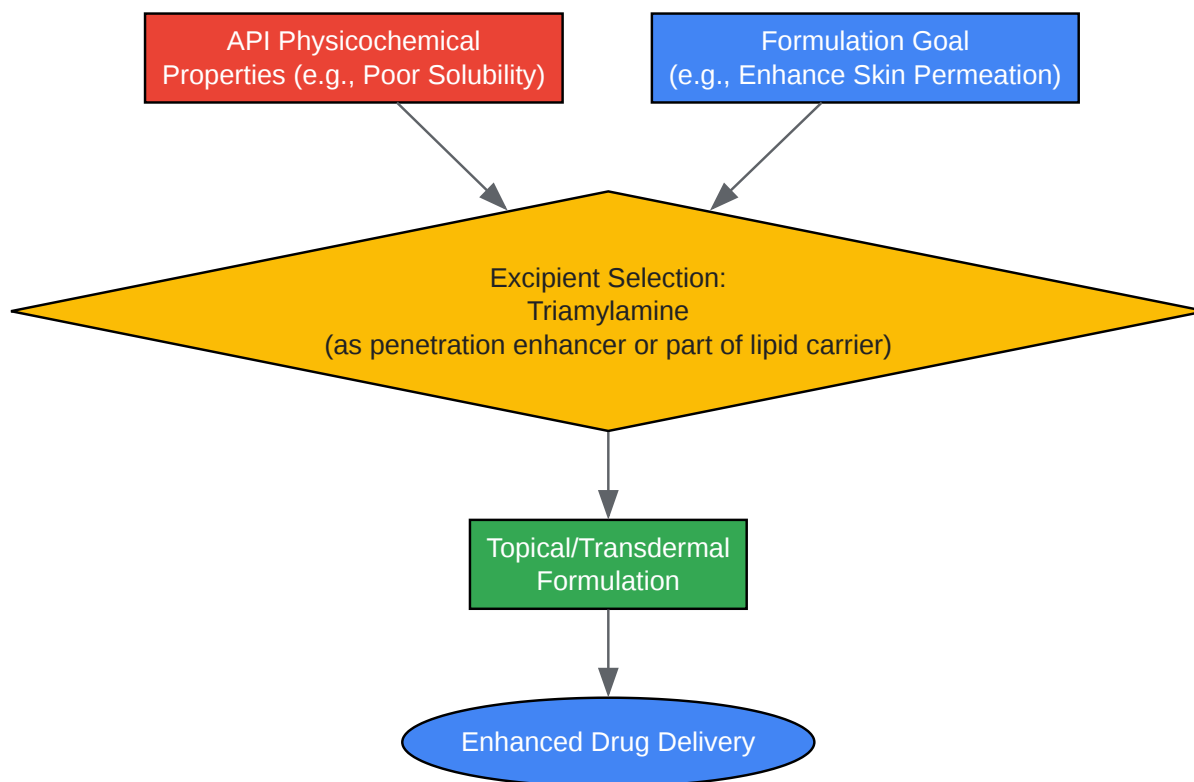 API Physicochemical
Properties (e.g., Poor Solubility)
Formulation Goal
(e.g., Enhance Skin Permeation)
Excipient Selection:
Triamylamine
(as penetration enhancer or part of lipid carrier)
Topical/Transdermal
Formulation
Enhanced Drug Delivery